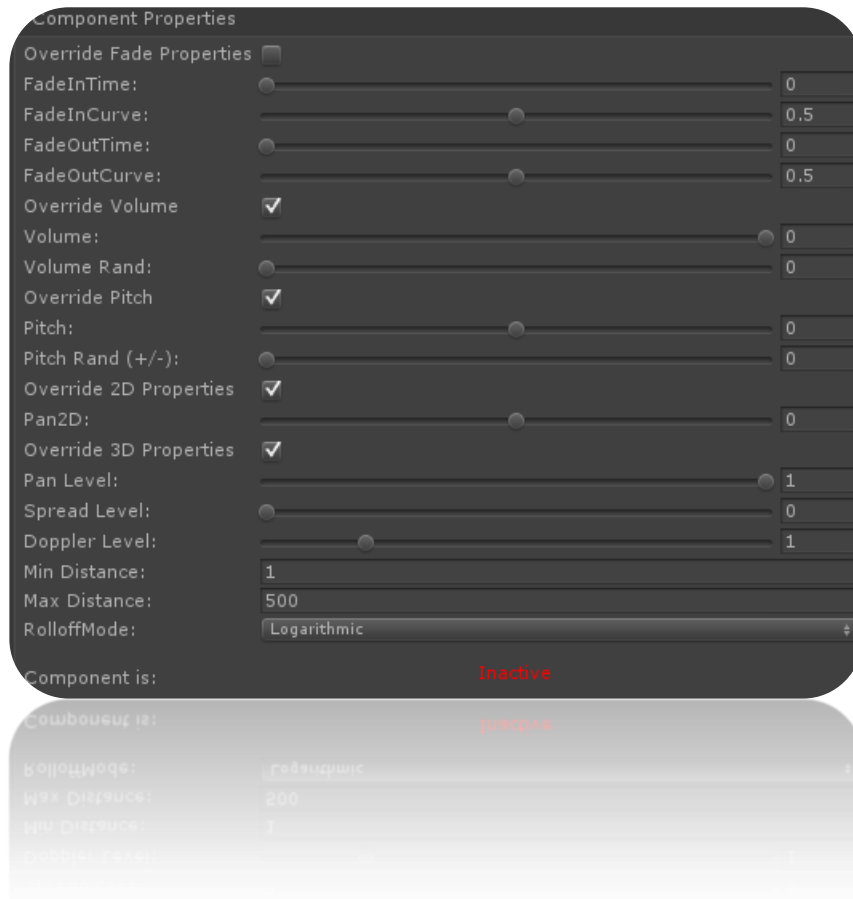 Component Properties
Override Fade Properties
FadeInTime: 0
FadeInCurve: 0.5
FadeOutTime: 0
FadeOutCurve: 0.5
Override Volume
Volume: 0
Volume Rand: 0
Override Pitch
Pitch: 0
Pitch Rand (+/-): 0
Override 2D Properties
Pan2D: 0
Override 3D Properties
Pan Level: 1
Spread Level: 0
Doppler Level: 1
Min Distance: 1
Max Distance: 500
RolloffMode: Logarithmic
Component is: Inactive